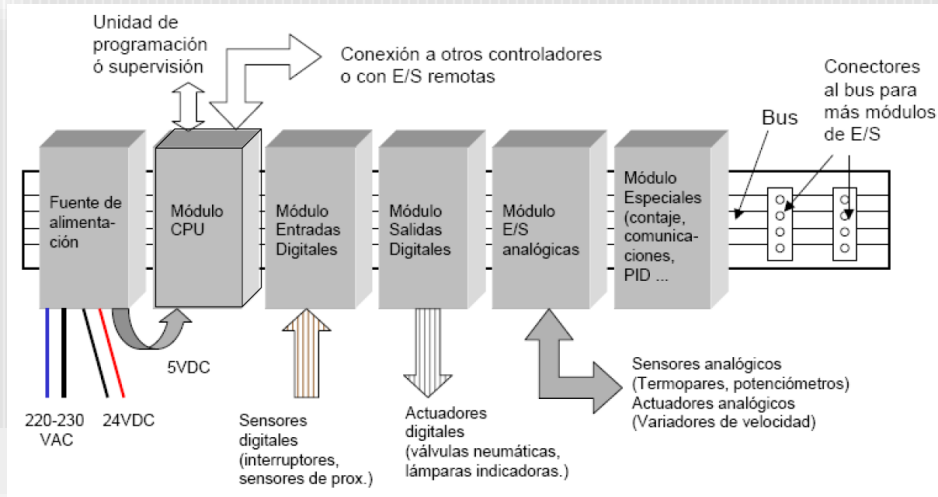 Unidad de
programación
ó supervisión
Conexión a otros controladores
o con E/S remotas
Conectores
al bus para
más módulos
de E/S
Bus
Fuente de
alimenta-
ción
Módulo
CPU
Módulo
Entradas
Digitales
Módulo
Salidas
Digitales
Módulo
E/S
analógicas
Módulo
Especiales
(contaje,
comunica-
ciones,
PID ...
5VDC
220-230
VAC
24VDC
Sensores
digitales
(interruptores,
sensores de prox.)
Actuadores
digitales
(válvulas neumáticas,
lámparas indicadoras.)
Sensores analógicos
(Termopares, potenciómetros)
Actuadores analógicos
(Variadores de velocidad)